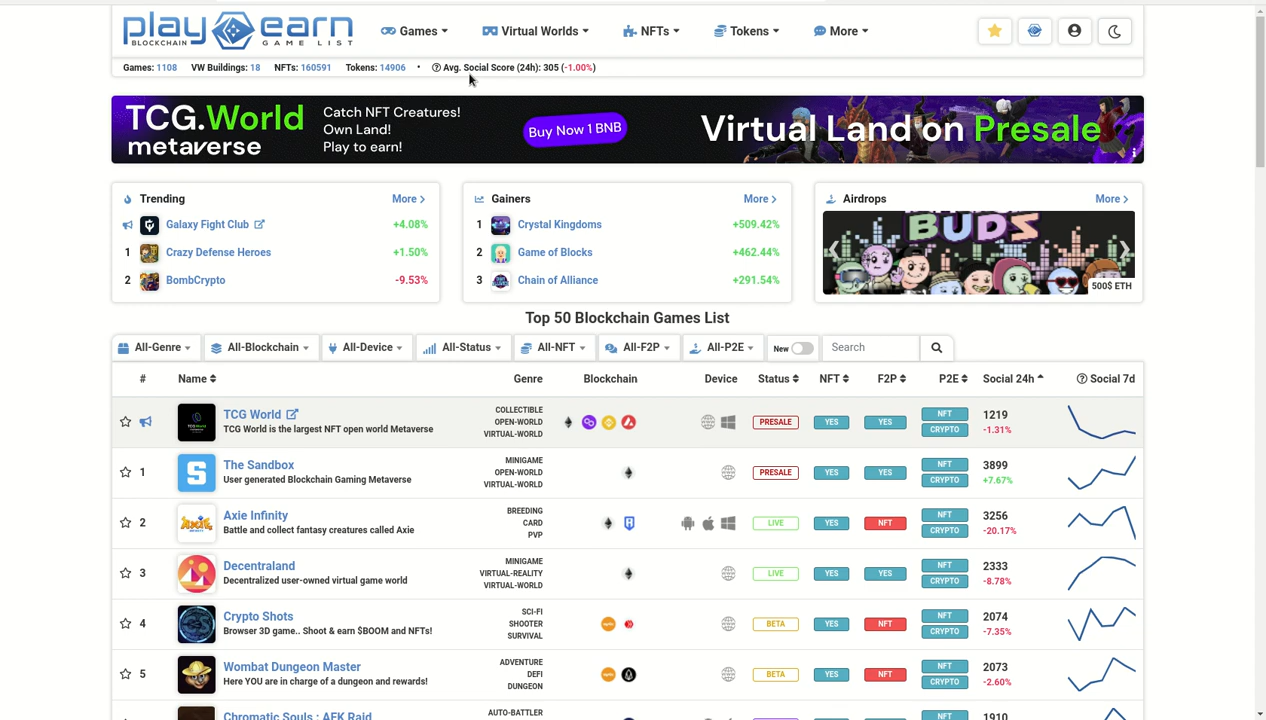 play earn
BLOCKCHAIN GAME LIST
Games Virtual Worlds NFTs Tokens More
Games: 1108 VW Buildings: 18 NFTs: 160591 Tokens: 14906 • Avg. Social Score (24h): 305 (-1.00%)
TCG.World
metaverse
Catch NFT Creatures!
Own Land!
Play to earn!
Buy Now 1 BNB
Virtual Land on Presale
Trending More
Galaxy Fight Club +4.08%
1 Crazy Defense Heroes +1.50%
2 BombCrypto -9.53%
Gainers More
1 Crystal Kingdoms +509.42%
2 Game of Blocks +462.44%
3 Chain of Alliance +291.54%
Airdrops More
BUDS
500$ ETH
Top 50 Blockchain Games List
All-Genre All-Blockchain All-Device All-Status All-NFT All-F2P All-P2E New Search
# Name Genre Blockchain Device Status NFT F2P P2E Social 24h Social 7d
TCG World
TCG World is the largest NFT open world Metaverse
COLLECTIBLE
OPEN-WORLD
VIRTUAL-WORLD
PRESALE YES YES
NFT
CRYPTO
1219
-1.31%
1
The Sandbox
User generated Blockchain Gaming Metaverse
MINIGAME
OPEN-WORLD
VIRTUAL-WORLD
PRESALE YES YES
NFT
CRYPTO
3899
+7.67%
2
Axie Infinity
Battle and collect fantasy creatures called Axie
BREEDING
CARD
PVP
LIVE YES NFT
NFT
CRYPTO
3256
-20.17%
3
Decentraland
Decentralized user-owned virtual game world
MINIGAME
VIRTUAL-REALITY
VIRTUAL-WORLD
LIVE YES YES
NFT
CRYPTO
2333
-8.78%
4
Crypto Shots
Browser 3D game.. Shoot & earn $BOOM and NFTs!
SCI-FI
SHOOTER
SURVIVAL
BETA YES NFT
NFT
CRYPTO
2074
-7.35%
5
Wombat Dungeon Master
Here YOU are in charge of a dungeon and rewards!
ADVENTURE
DEFI
DUNGEON
BETA YES NFT
NFT
CRYPTO
2073
-2.60%
Chromatic Souls : AFK Raid
AUTO-BATTLER
NFT
1910